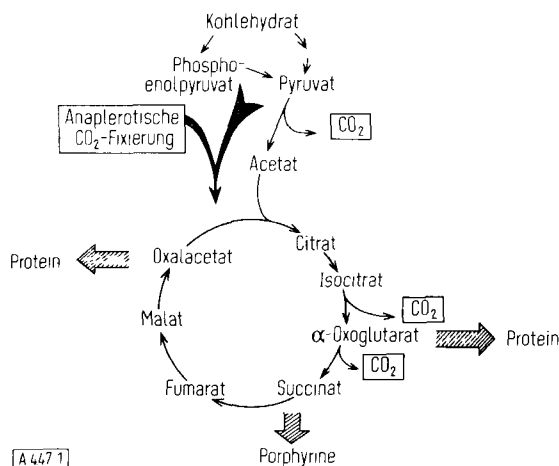 Kohlehydrat
Phospho-
enolpyruvat
Pyruvat
Anaplerotische
CO₂-Fixierung
CO₂
Acetat
Citrat
Oxalacetat
Protein
Isocitrat
CO₂
Malat
α-Oxoglutarat
Protein
CO₂
Fumarat
Succinat
Porphyrine
A 447.1